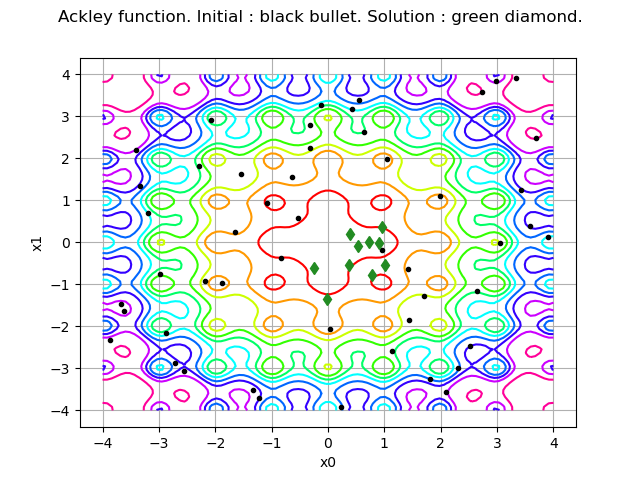 Ackley function. Initial : black bullet. Solution : green diamond.
4
3
2
1
0
−1
−2
−3
−4
x1
−4 −3 −2 −1 0 1 2 3 4
x0